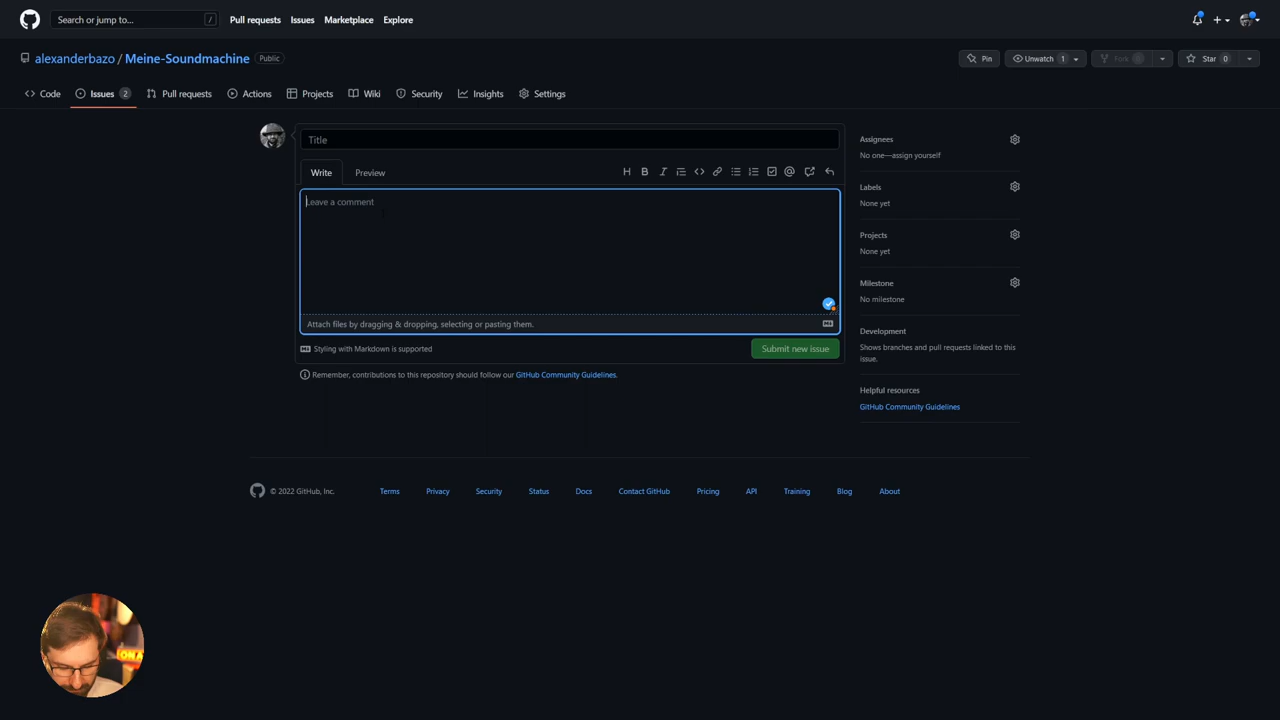 Search or jump to... /
Pull requests Issues Marketplace Explore
alexanderbazo / Meine-Soundmachine Public
Pin Unwatch 1 Fork 0 Star 0
Code Issues 2 Pull requests Actions Projects Wiki Security Insights Settings
Title
Write Preview
Leave a comment
Attach files by dragging & dropping, selecting or pasting them.
Styling with Markdown is supported
Submit new issue
Remember, contributions to this repository should follow our GitHub Community Guidelines.
Assignees
No one—assign yourself
Labels
None yet
Projects
None yet
Milestone
No milestone
Development
Shows branches and pull requests linked to this
issue.
Helpful resources
GitHub Community Guidelines
© 2022 GitHub, Inc. Terms Privacy Security Status Docs Contact GitHub Pricing API Training Blog About